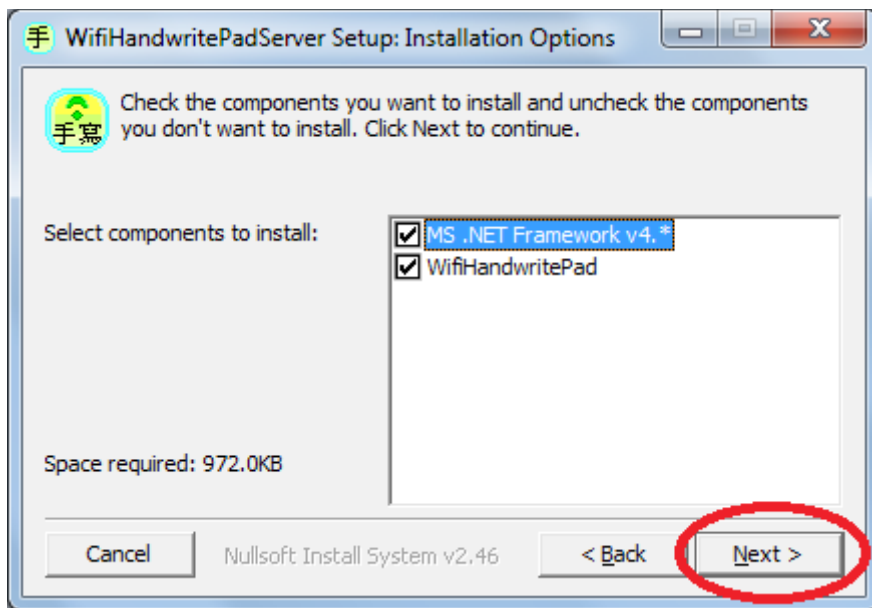 手 WifiHandwritePadServer Setup: Installation Options
手寫
Check the components you want to install and uncheck the components
you don't want to install. Click Next to continue.
Select components to install:
MS .NET Framework v4.*
WifiHandwritePad
Space required: 972.0KB
Cancel
Nullsoft Install System v2.46
< Back
Next >